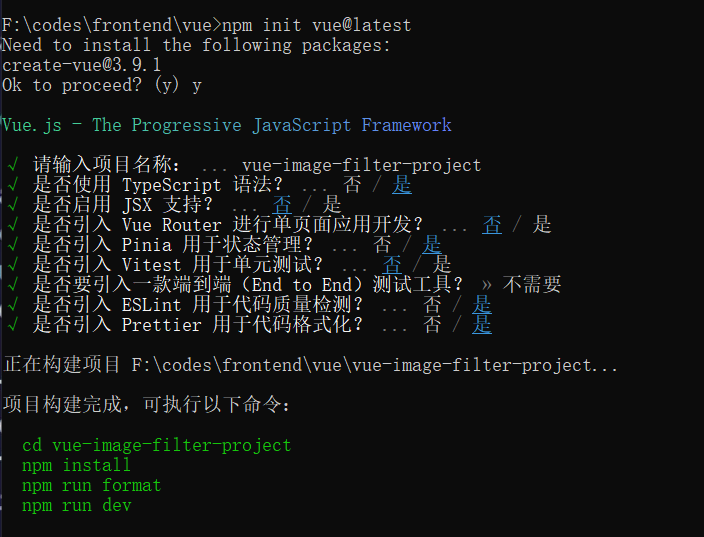 F:\codes\frontend\vue>npm init vue@latest
Need to install the following packages:
create-vue@3.9.1
Ok to proceed? (y) y
Vue.js - The Progressive JavaScript Framework
√ 请输入项目名称： ... vue-image-filter-project
√ 是否使用 TypeScript 语法？ ... 否 / 是
√ 是否启用 JSX 支持？ ... 否 / 是
√ 是否引入 Vue Router 进行单页面应用开发？ ... 否 / 是
√ 是否引入 Pinia 用于状态管理？ ... 否 / 是
√ 是否引入 Vitest 用于单元测试？ ... 否 / 是
√ 是否要引入一款端到端（End to End）测试工具？ » 不需要
√ 是否引入 ESLint 用于代码质量检测？ ... 否 / 是
√ 是否引入 Prettier 用于代码格式化？ ... 否 / 是
正在构建项目 F:\codes\frontend\vue\vue-image-filter-project...
项目构建完成，可执行以下命令：
cd vue-image-filter-project
npm install
npm run format
npm run dev